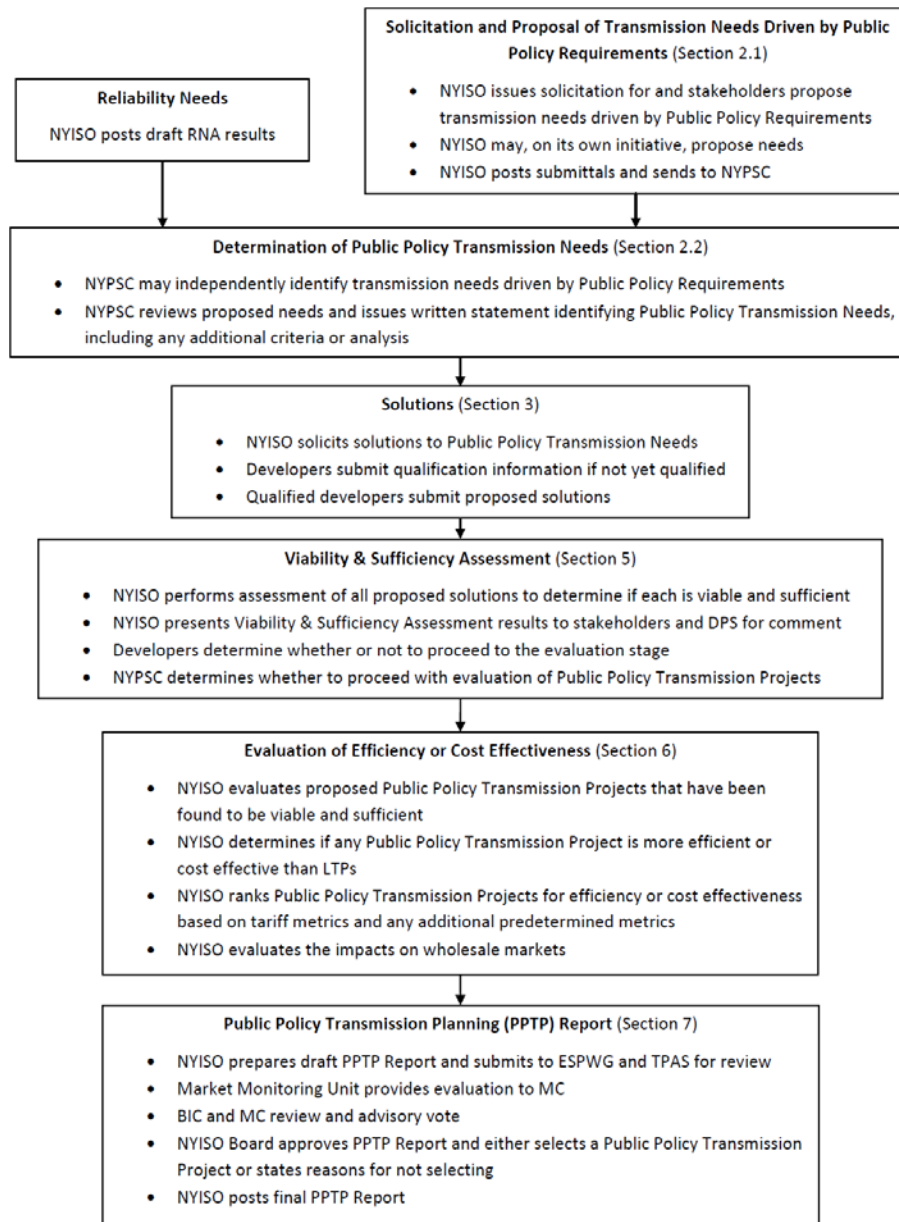 Reliability Needs
NYISO posts draft RNA results
Solicitation and Proposal of Transmission Needs Driven by Public
Policy Requirements (Section 2.1)
• NYISO issues solicitation for and stakeholders propose
transmission needs driven by Public Policy Requirements
• NYISO may, on its own initiative, propose needs
• NYISO posts submittals and sends to NYPSC
Determination of Public Policy Transmission Needs (Section 2.2)
• NYPSC may independently identify transmission needs driven by Public Policy Requirements
• NYPSC reviews proposed needs and issues written statement identifying Public Policy Transmission Needs,
including any additional criteria or analysis
Solutions (Section 3)
• NYISO solicits solutions to Public Policy Transmission Needs
• Developers submit qualification information if not yet qualified
• Qualified developers submit proposed solutions
Viability & Sufficiency Assessment (Section 5)
• NYISO performs assessment of all proposed solutions to determine if each is viable and sufficient
• NYISO presents Viability & Sufficiency Assessment results to stakeholders and DPS for comment
• Developers determine whether or not to proceed to the evaluation stage
• NYPSC determines whether to proceed with evaluation of Public Policy Transmission Projects
Evaluation of Efficiency or Cost Effectiveness (Section 6)
• NYISO evaluates proposed Public Policy Transmission Projects that have been
found to be viable and sufficient
• NYISO determines if any Public Policy Transmission Project is more efficient or
cost effective than LTPs
• NYISO ranks Public Policy Transmission Projects for efficiency or cost effectiveness
based on tariff metrics and any additional predetermined metrics
• NYISO evaluates the impacts on wholesale markets
Public Policy Transmission Planning (PPTP) Report (Section 7)
• NYISO prepares draft PPTP Report and submits to ESPWG and TPAS for review
• Market Monitoring Unit provides evaluation to MC
• BIC and MC review and advisory vote
• NYISO Board approves PPTP Report and either selects a Public Policy Transmission
Project or states reasons for not selecting
• NYISO posts final PPTP Report